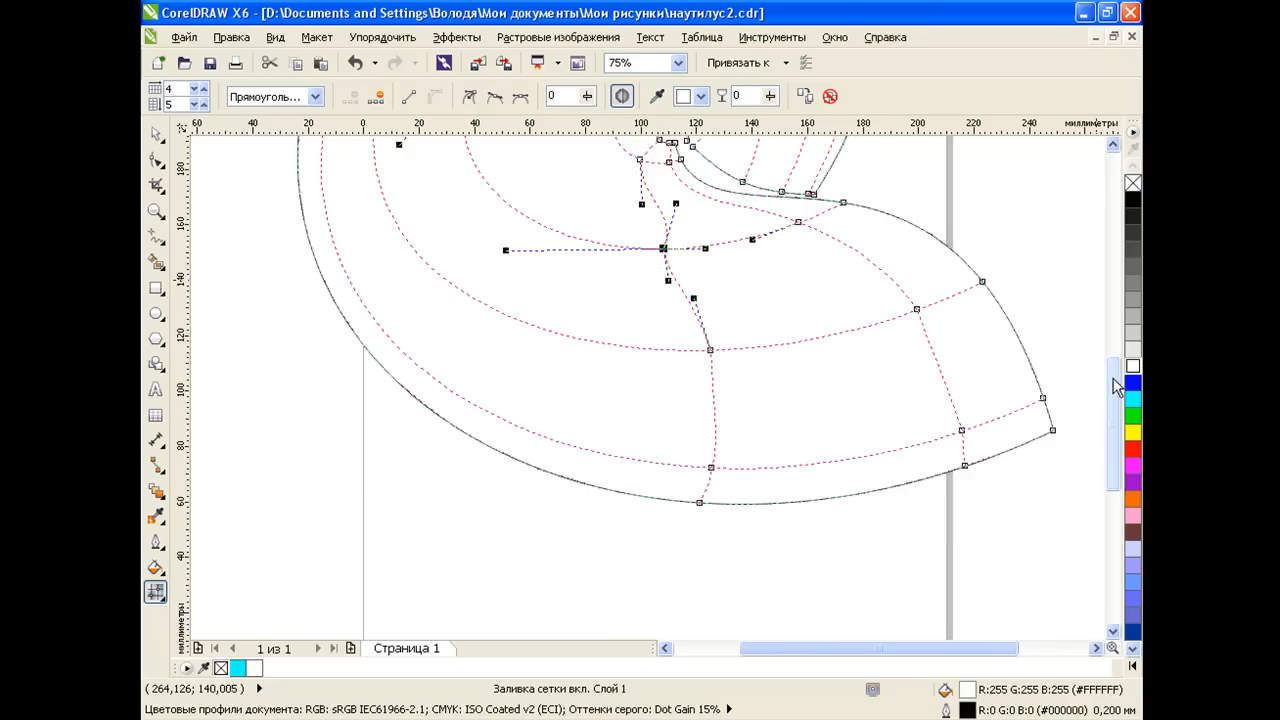 CorelDRAW X6 - [D:\Documents and Settings\Володя\Мои документы\Мои рисунки\наутилус2.cdr]
Файл Правка Вид Макет Упорядочить Эффекты Растровые изображения Текст Таблица Инструменты Окно Справка
75% Привязать к
4
5
Прямоуголь... 0 0
60 40 20 0 20 40 60 80 100 120 140 160 180 200 220 240 миллиметры
180
160
140
120
100
80
60
40
20
миллиметры
1 из 1 Страница 1
(264,126; 140,005) Заливка сетки вкл. Слой 1 R:255 G:255 B:255 (#FFFFFF)
Цветовые профили документа: RGB: sRGB IEC61966-2.1; CMYK: ISO Coated v2 (ECI); Оттенки серого: Dot Gain 15% R:0 G:0 B:0 (#000000) 0,200 мм